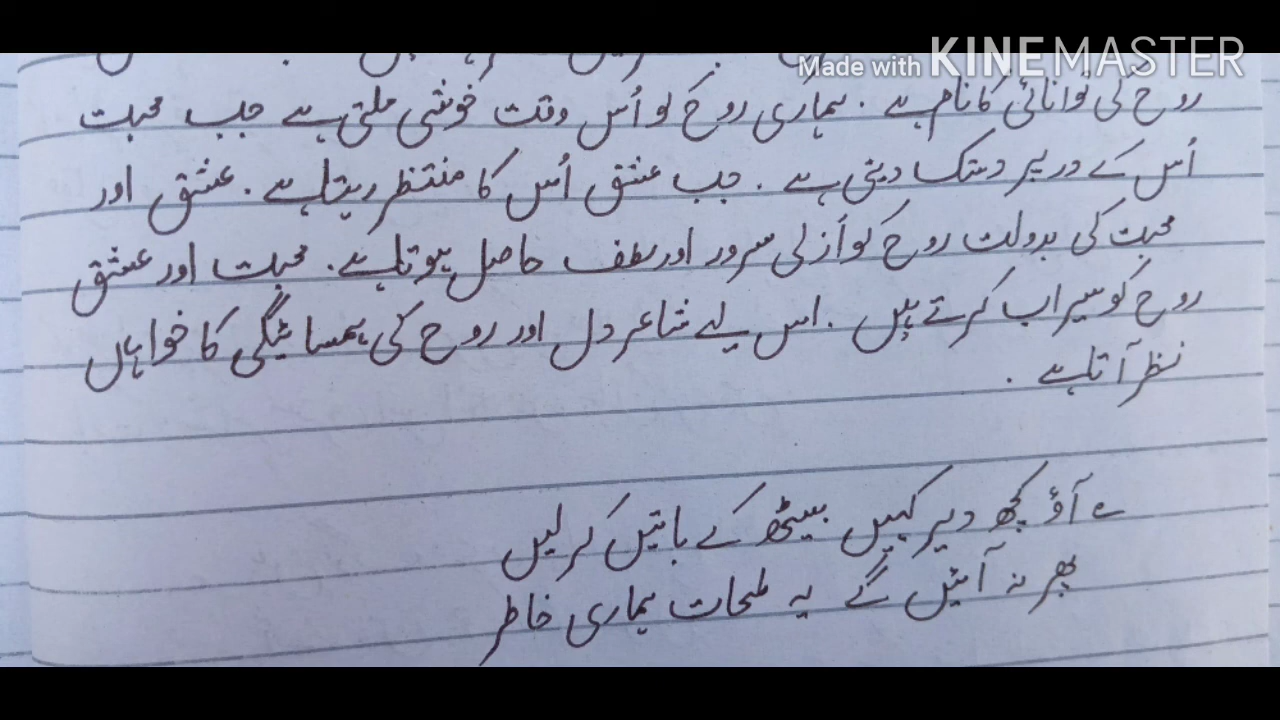 Made with KINEMASTER
روح کی توانائی کا نام ہے۔ ہماری روح کو اُس وقت خوشی ملتی ہے جب محبت
اُس کے در پر دستک دیتی ہے۔ جب عشق اُس کا منتظر رہتا ہے۔ عشق اور
محبت کی بدولت روح کو ازلی سرور اور لطف حاصل ہوتا ہے۔ محبت اور عشق
روح کو سیراب کرتے ہیں۔ اس لیے شاعر دل اور روح کی ہمسائیگی کا خواہاں
نظر آتا ہے۔
؎ آؤ کچھ دیر کہیں بیٹھ کے باتیں کر لیں
پھر نہ آئیں گے یہ لمحات ہماری خاطر